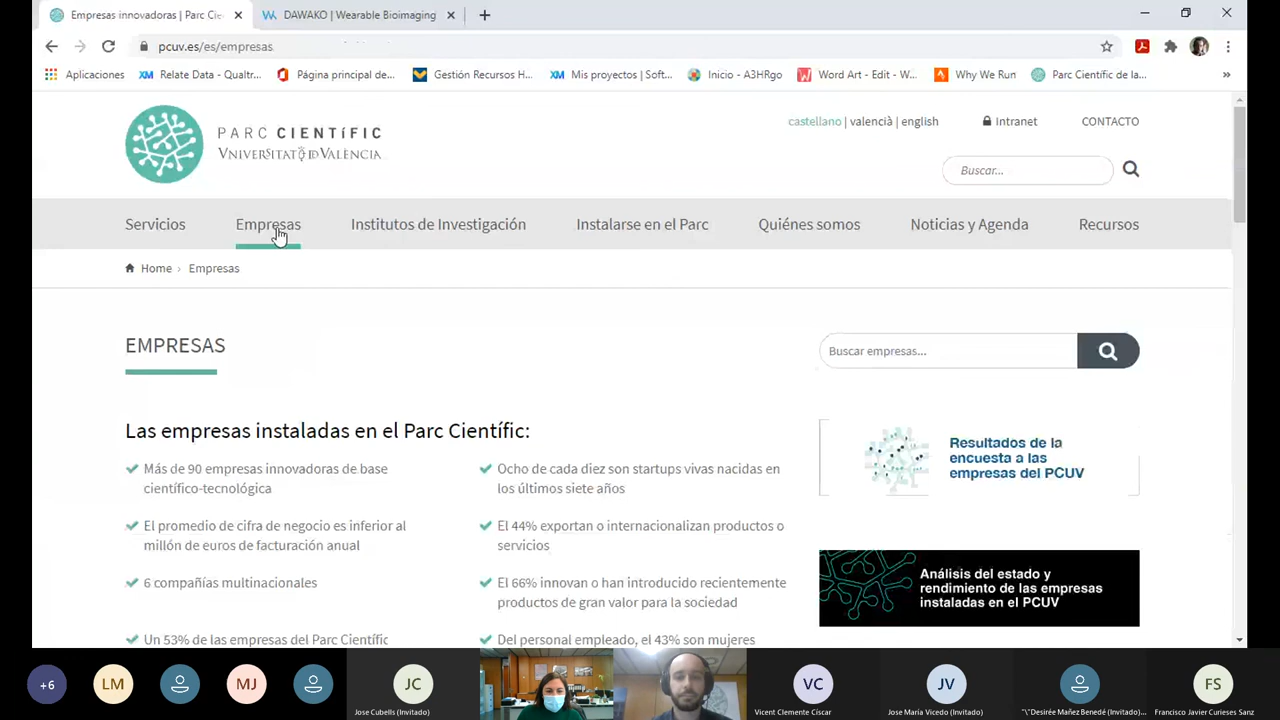 Empresas innovadoras | Parc Cie
DAWAKO | Wearable Bioimaging
pcuv.es/es/empresas
Aplicaciones
Relate Data - Qualtr...
Página principal de...
Gestión Recursos H...
Mis proyectos | Soft...
Inicio - A3HRgo
Word Art - Edit - W...
Why We Run
Parc Científic de la...
»
PARC CIENTÍFIC
VNIVERSITATĪDVALÈNCIA
castellano | valencià | english
Intranet
CONTACTO
Buscar...
Servicios
Empresas
Institutos de Investigación
Instalarse en el Parc
Quiénes somos
Noticias y Agenda
Recursos
Home › Empresas
EMPRESAS
Buscar empresas...
Las empresas instaladas en el Parc Científic:
Más de 90 empresas innovadoras de base
científico-tecnológica
Ocho de cada diez son startups vivas nacidas en
los últimos siete años
El promedio de cifra de negocio es inferior al
millón de euros de facturación anual
El 44% exportan o internacionalizan productos o
servicios
6 compañías multinacionales
El 66% innovan o han introducido recientemente
productos de gran valor para la sociedad
Un 53% de las empresas del Parc Científic
Del personal empleado, el 43% son mujeres
Resultados de la
encuesta a las
empresas del PCUV
Análisis del estado y
rendimiento de las empresas
instaladas en el PCUV
+6
LM
MJ
JC
Jose Cubells (Invitado)
VC
Vicent Clemente Císcar
JV
Jose María Vicedo (Invitado)
"\"Desirée Mañez Benedé (Invitado)...
FS
Francisco Javier Curieses Sanz